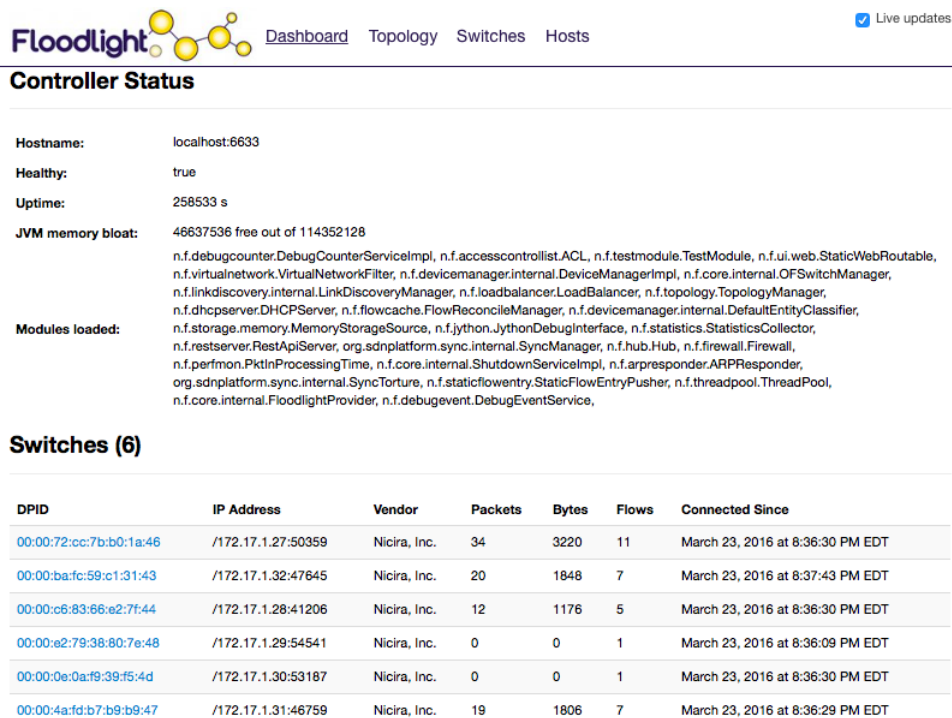 Floodlight Dashboard Topology Switches Hosts Live updates
Controller Status
Hostname: localhost:6633
Healthy: true
Uptime: 258533 s
JVM memory bloat: 46637536 free out of 114352128
n.f.debugcounter.DebugCounterServiceImpl, n.f.accesscontrollist.ACL, n.f.testmodule.TestModule, n.f.ui.web.StaticWebRoutable,
n.f.virtualnetwork.VirtualNetworkFilter, n.f.devicemanager.internal.DeviceManagerImpl, n.f.core.internal.OFSwitchManager,
n.f.linkdiscovery.internal.LinkDiscoveryManager, n.f.loadbalancer.LoadBalancer, n.f.topology.TopologyManager,
n.f.dhcpserver.DHCPServer, n.f.flowcache.FlowReconcileManager, n.f.devicemanager.internal.DefaultEntityClassifier,
Modules loaded: n.f.storage.memory.MemoryStorageSource, n.f.jython.JythonDebugInterface, n.f.statistics.StatisticsCollector,
n.f.restserver.RestApiServer, org.sdnplatform.sync.internal.SyncManager, n.f.hub.Hub, n.f.firewall.Firewall,
n.f.perfmon.PktInProcessingTime, n.f.core.internal.ShutdownServiceImpl, n.f.arpresponder.ARPResponder,
org.sdnplatform.sync.internal.SyncTorture, n.f.staticflowentry.StaticFlowEntryPusher, n.f.threadpool.ThreadPool,
n.f.core.internal.FloodlightProvider, n.f.debugevent.DebugEventService,
Switches (6)
DPID IP Address Vendor Packets Bytes Flows Connected Since
00:00:72:cc:7b:b0:1a:46 /172.17.1.27:50359 Nicira, Inc. 34 3220 11 March 23, 2016 at 8:36:30 PM EDT
00:00:ba:fc:59:c1:31:43 /172.17.1.32:47645 Nicira, Inc. 20 1848 7 March 23, 2016 at 8:37:43 PM EDT
00:00:c6:83:66:e2:7f:44 /172.17.1.28:41206 Nicira, Inc. 12 1176 5 March 23, 2016 at 8:36:30 PM EDT
00:00:e2:79:38:80:7e:48 /172.17.1.29:54541 Nicira, Inc. 0 0 1 March 23, 2016 at 8:36:09 PM EDT
00:00:0e:0a:f9:39:f5:4d /172.17.1.30:53187 Nicira, Inc. 0 0 1 March 23, 2016 at 8:36:30 PM EDT
00:00:4a:fd:b7:b9:b9:47 /172.17.1.31:46759 Nicira, Inc. 19 1806 7 March 23, 2016 at 8:36:29 PM EDT